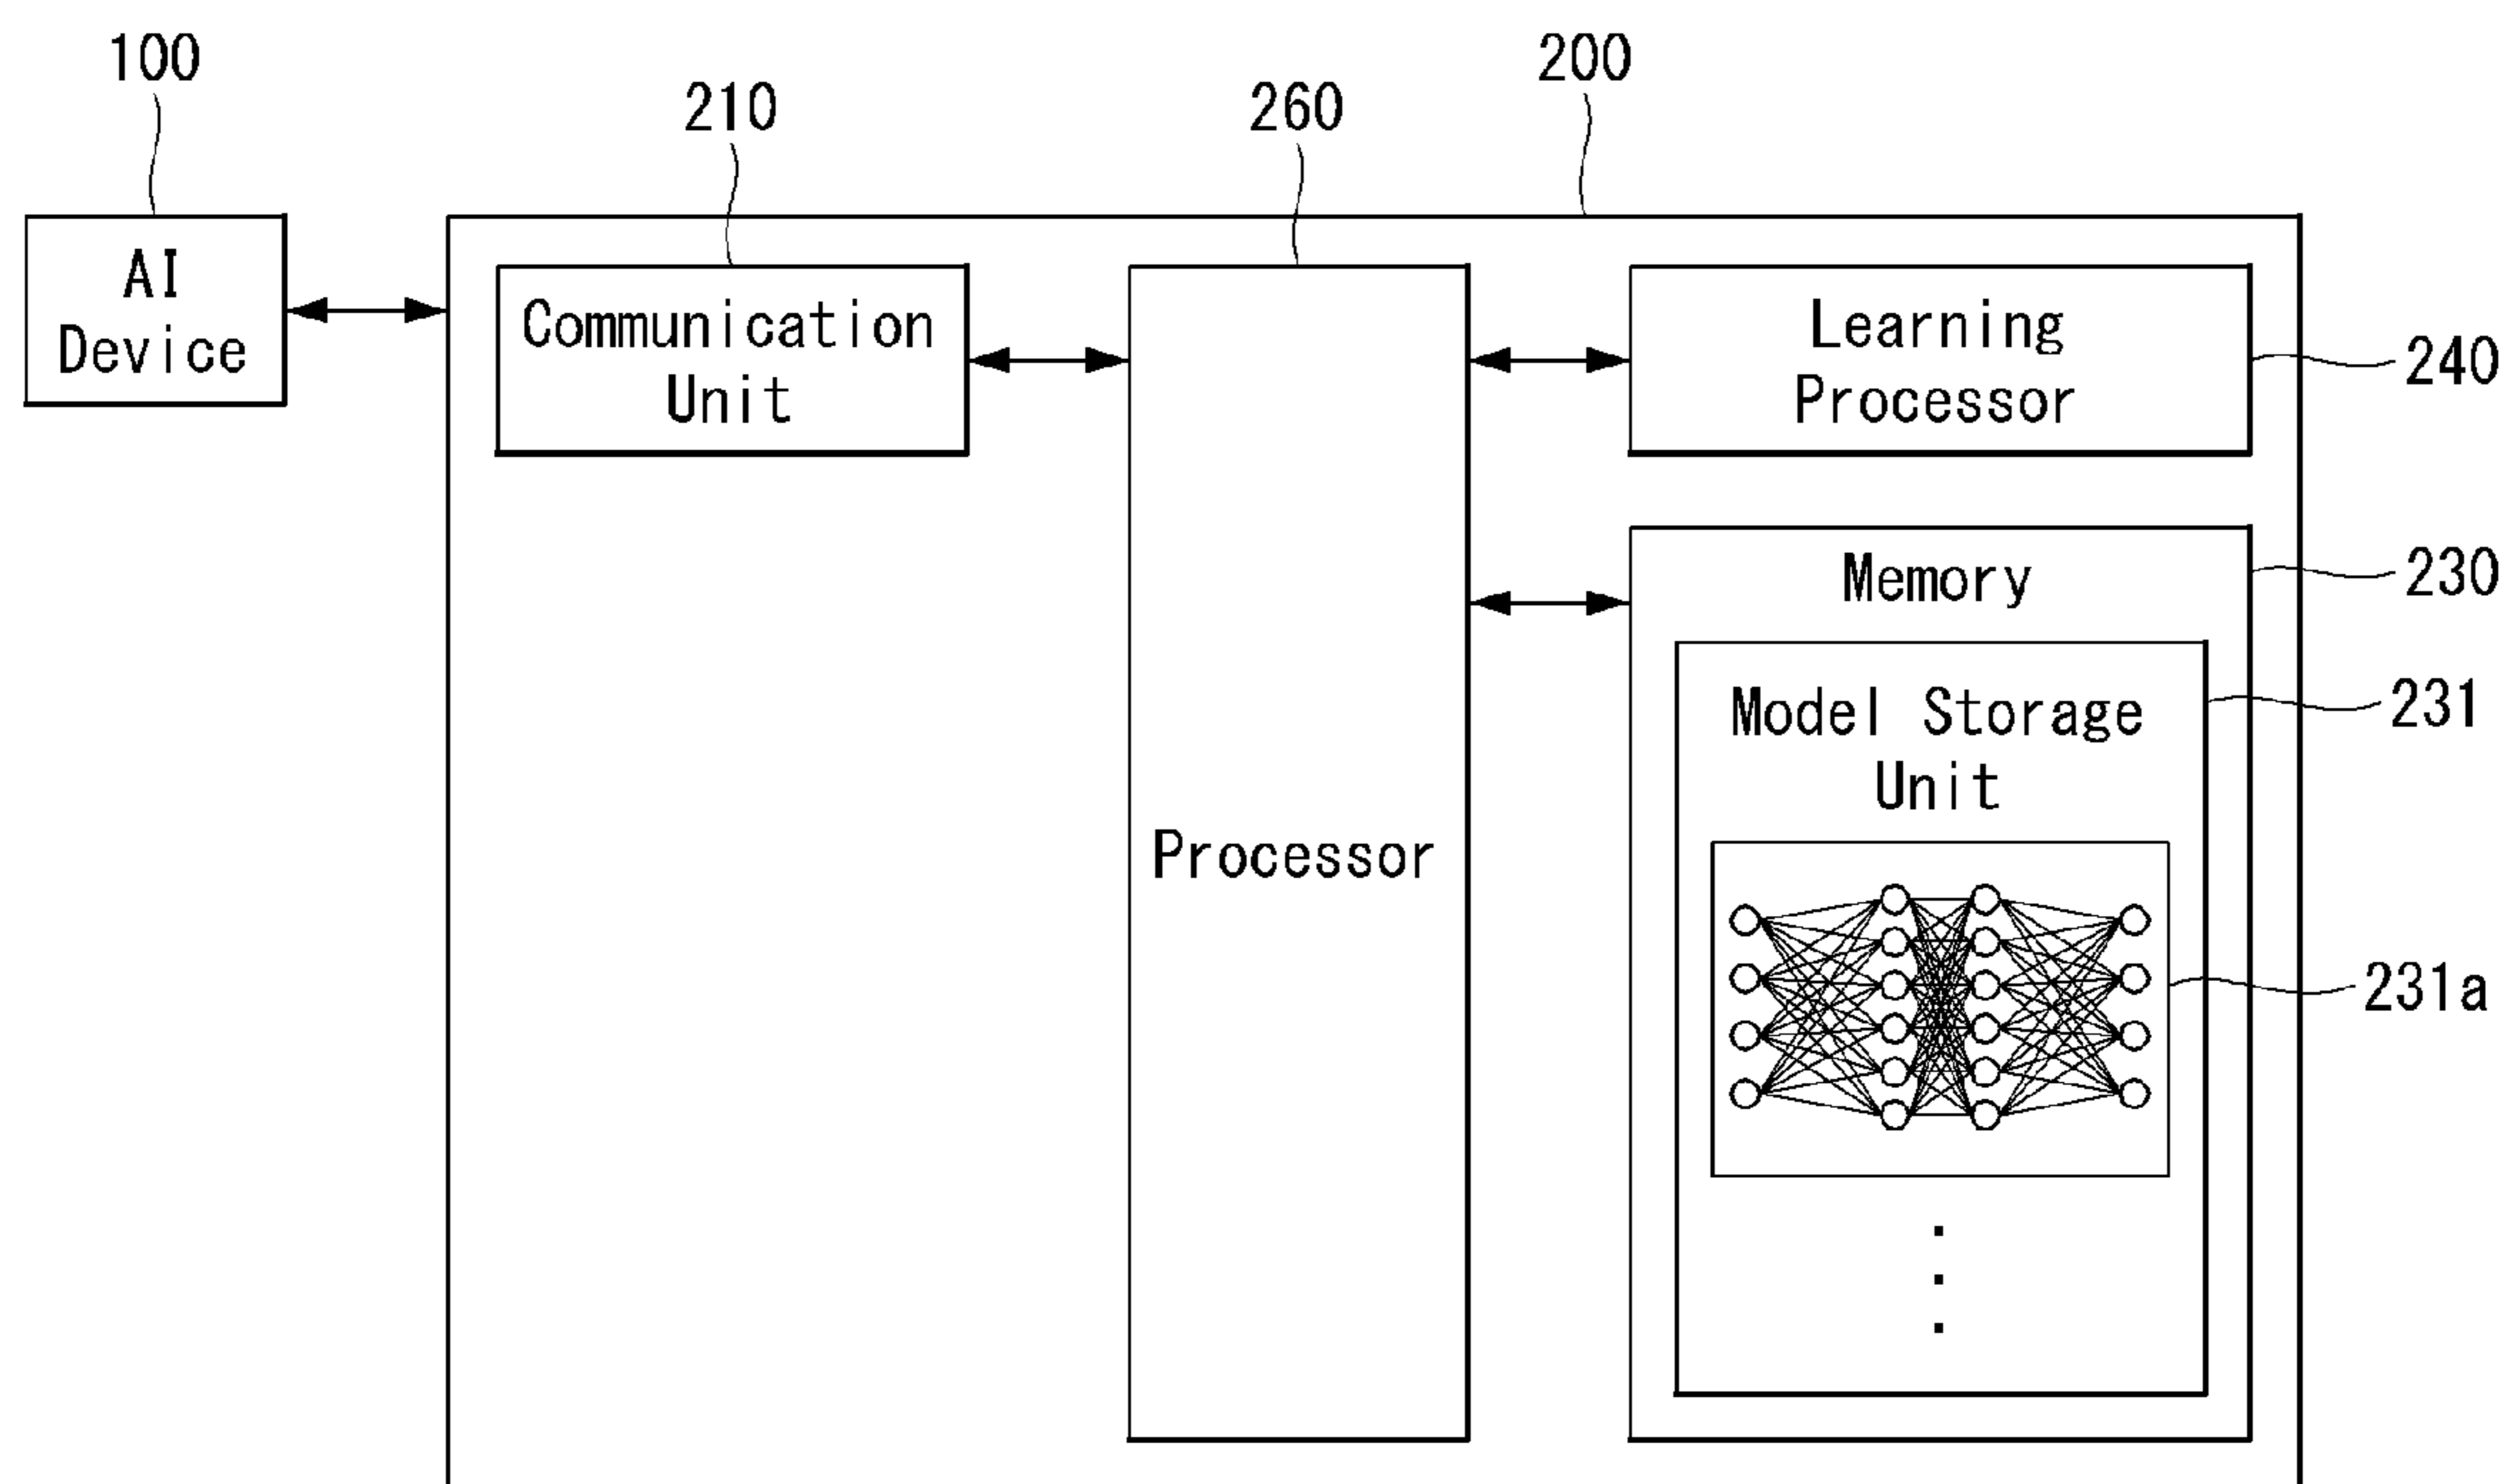 100
210
260
200
AI
Device
Communication
Unit
Learning
Processor
240
Memory
230
Model Storage
Unit
231
Processor
231a